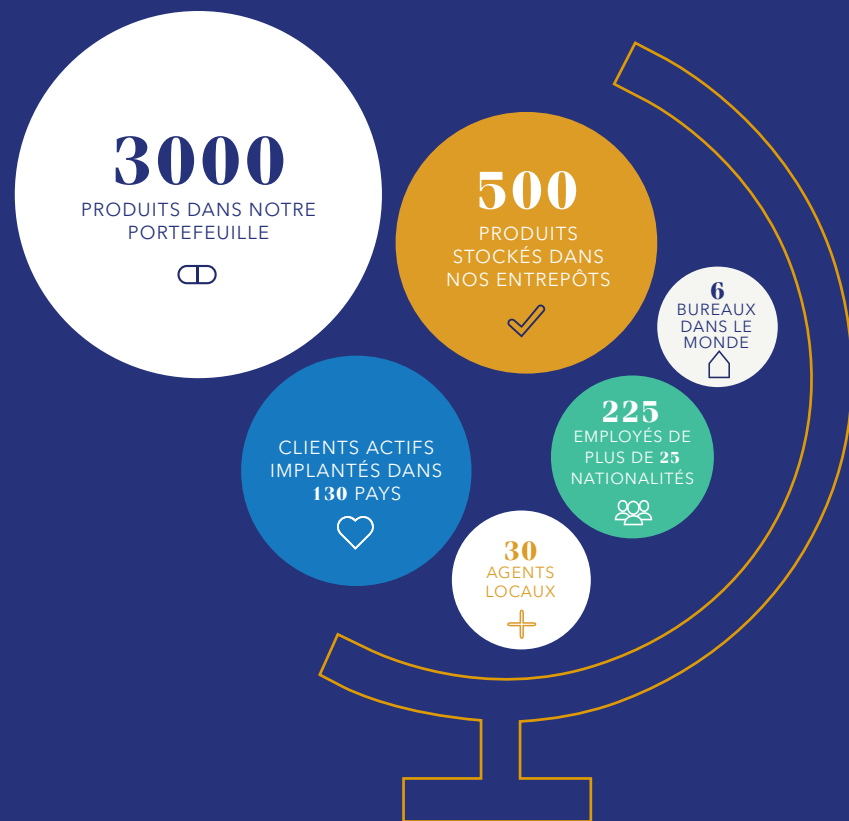 3000
PRODUITS DANS NOTRE
PORTEFEUILLE
500
PRODUITS
STOCKÉS DANS
NOS ENTREPÔTS
6
BUREAUX
DANS LE
MONDE
CLIENTS ACTIFS
IMPLANTÉS DANS
130 PAYS
225
EMPLOYÉS DE
PLUS DE 25
NATIONALITÉS
30
AGENTS
LOCAUX